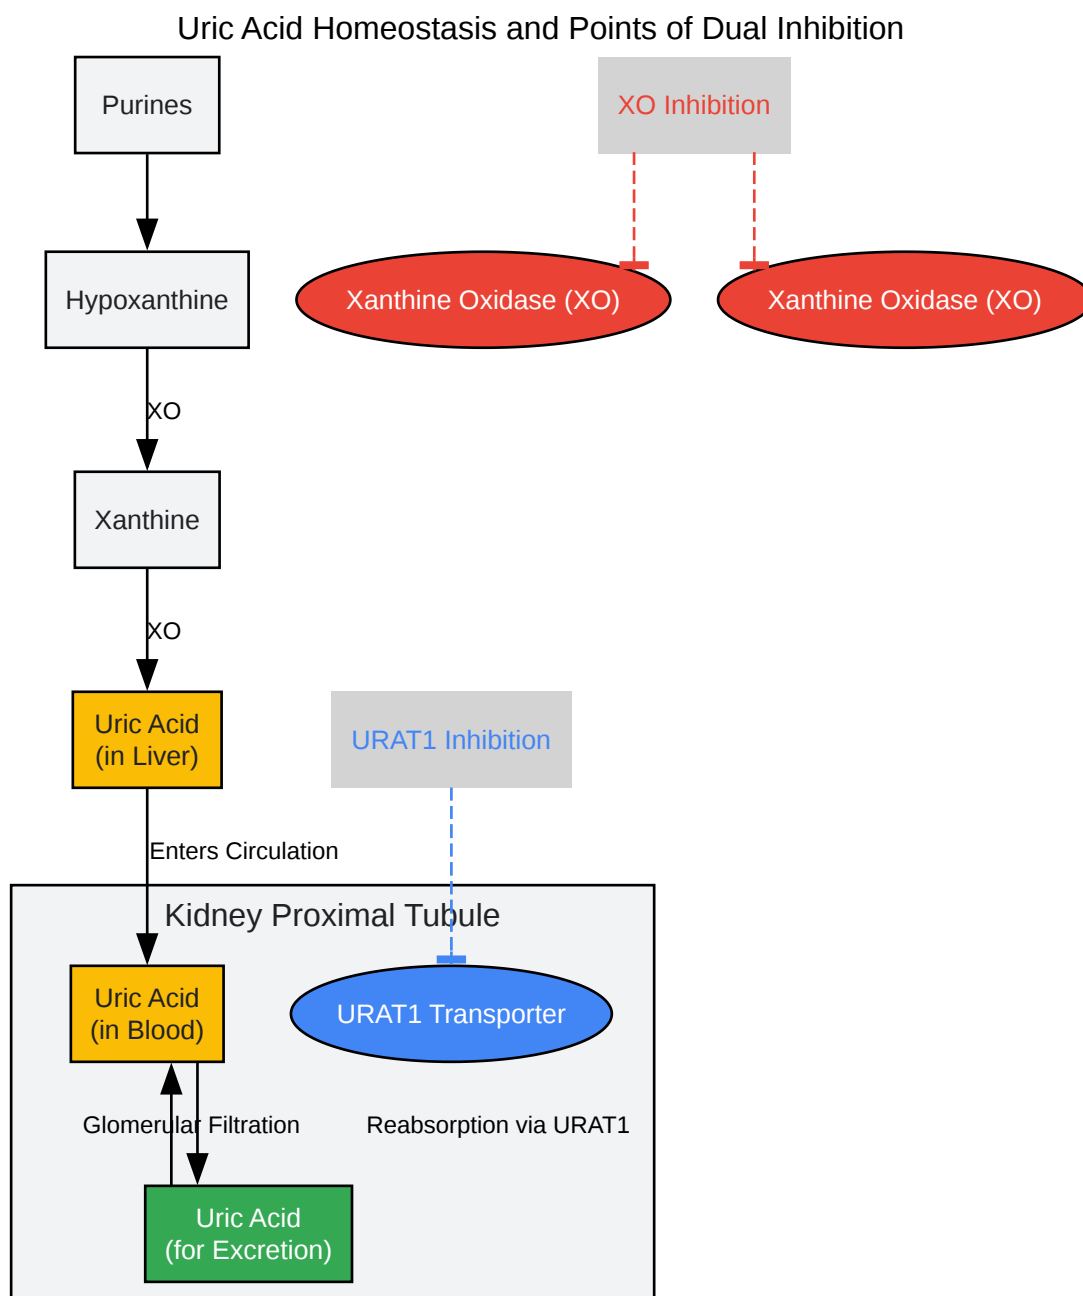 Uric Acid Homeostasis and Points of Dual Inhibition
Purines
XO Inhibition
Hypoxanthine
Xanthine Oxidase (XO)
Xanthine Oxidase (XO)
XO
Xanthine
XO
Uric Acid
(in Liver)
URAT1 Inhibition
Enters Circulation
Kidney Proximal Tubule
Uric Acid
(in Blood)
URAT1 Transporter
Glomerular Filtration
Reabsorption via URAT1
Uric Acid
(for Excretion)